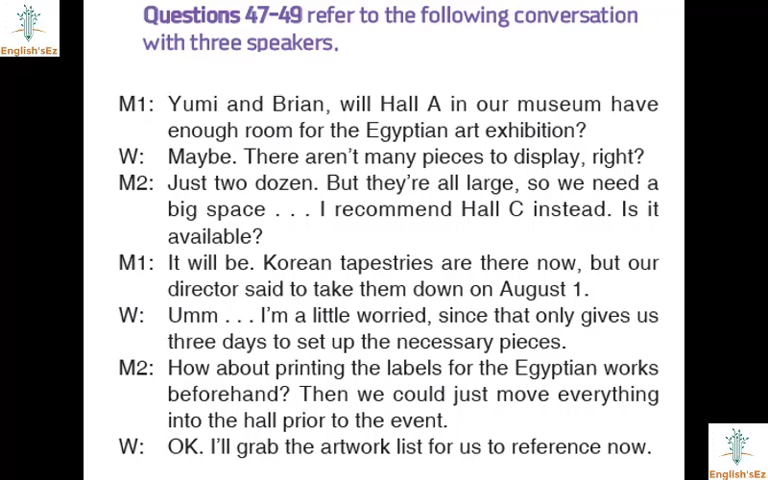 Questions 47–49 refer to the following conversation
with three speakers.
English'sEz
M1: Yumi and Brian, will Hall A in our museum have
enough room for the Egyptian art exhibition?
W: Maybe. There aren't many pieces to display, right?
M2: Just two dozen. But they're all large, so we need a
big space . . . I recommend Hall C instead. Is it
available?
M1: It will be. Korean tapestries are there now, but our
director said to take them down on August 1.
W: Umm . . . I'm a little worried, since that only gives us
three days to set up the necessary pieces.
M2: How about printing the labels for the Egyptian works
beforehand? Then we could just move everything
into the hall prior to the event.
W: OK. I'll grab the artwork list for us to reference now.
English'sEz